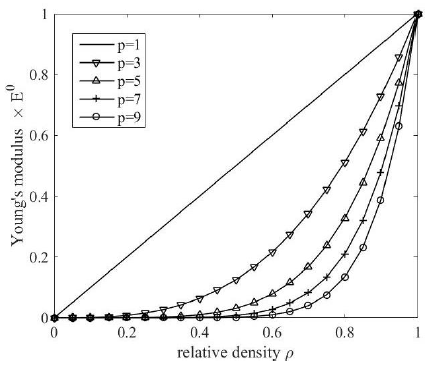 1
0.8
0.6
0.4
0.2
0
Young's modulus × E⁰
p=1
p=3
p=5
p=7
p=9
0 0.2 0.4 0.6 0.8 1
relative density ρ